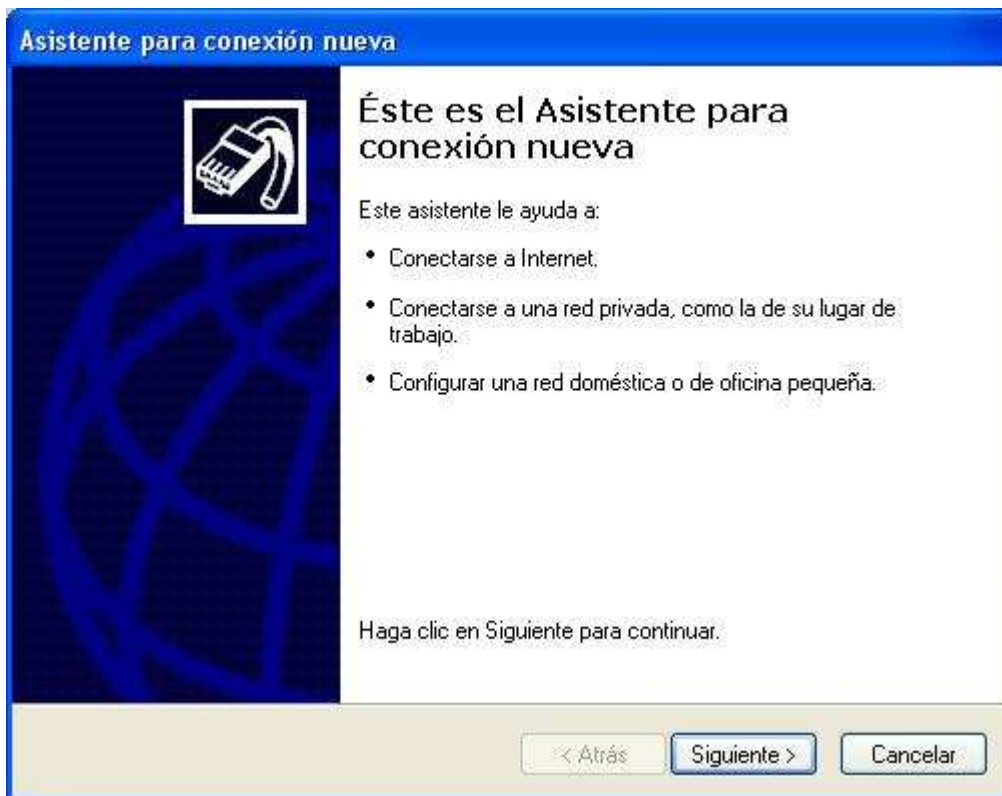 Asistente para conexión nueva
Éste es el Asistente para
conexión nueva
Este asistente le ayuda a:
• Conectarse a Internet.
• Conectarse a una red privada, como la de su lugar de
trabajo.
• Configurar una red doméstica o de oficina pequeña.
Haga clic en Siguiente para continuar.
< Atrás Siguiente > Cancelar